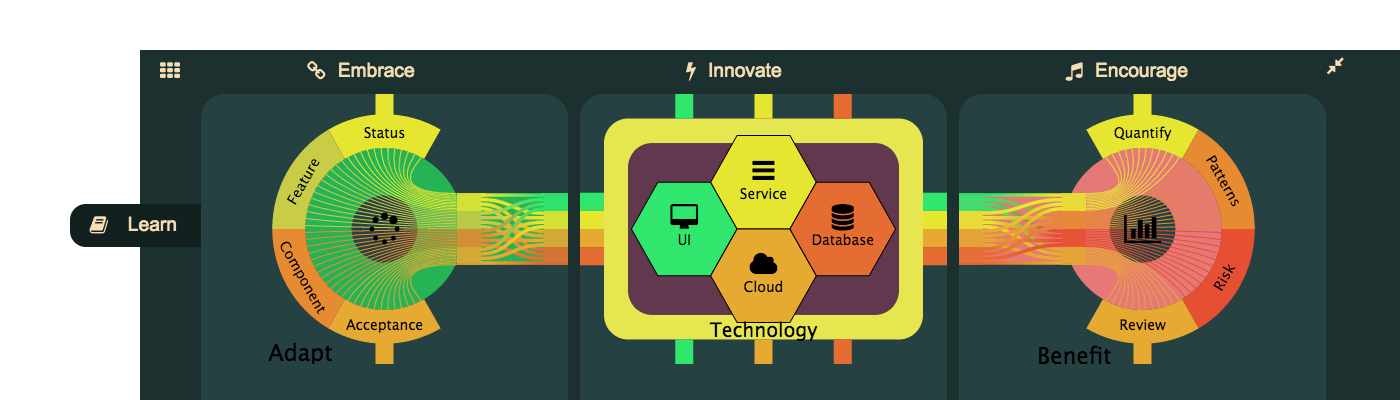 Embrace
Innovate
Encourage
Learn
Status
Feature
Component
Acceptance
Adapt
Service
UI
Database
Cloud
Technology
Quantify
Patterns
Risk
Review
Benefit